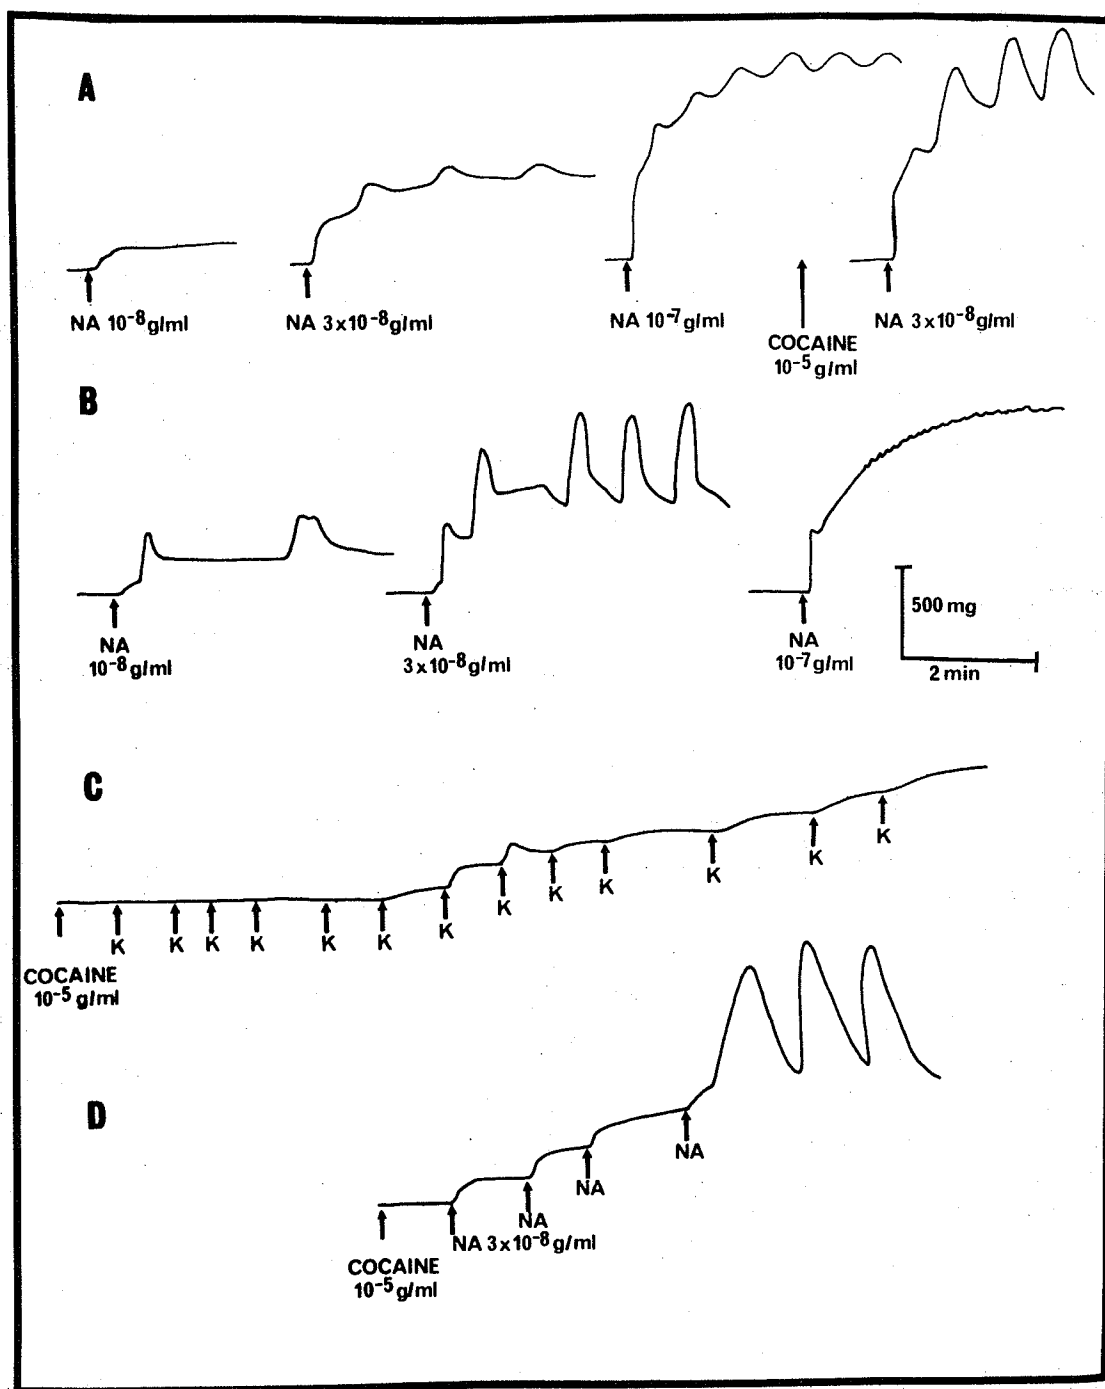 A
NA 10⁻⁸g/ml
NA 3x10⁻⁸g/ml
NA 10⁻⁷g/ml
COCAINE
10⁻⁵g/ml
NA 3x10⁻⁸g/ml
B
NA
10⁻⁸g/ml
NA
3x10⁻⁸g/ml
NA
10⁻⁷g/ml
500 mg
2 min
C
COCAINE
10⁻⁵g/ml
K
K
K
K
K
K
K
K
K
K
K
K
K
D
COCAINE
10⁻⁵g/ml
NA 3x10⁻⁸g/ml
NA
NA
NA